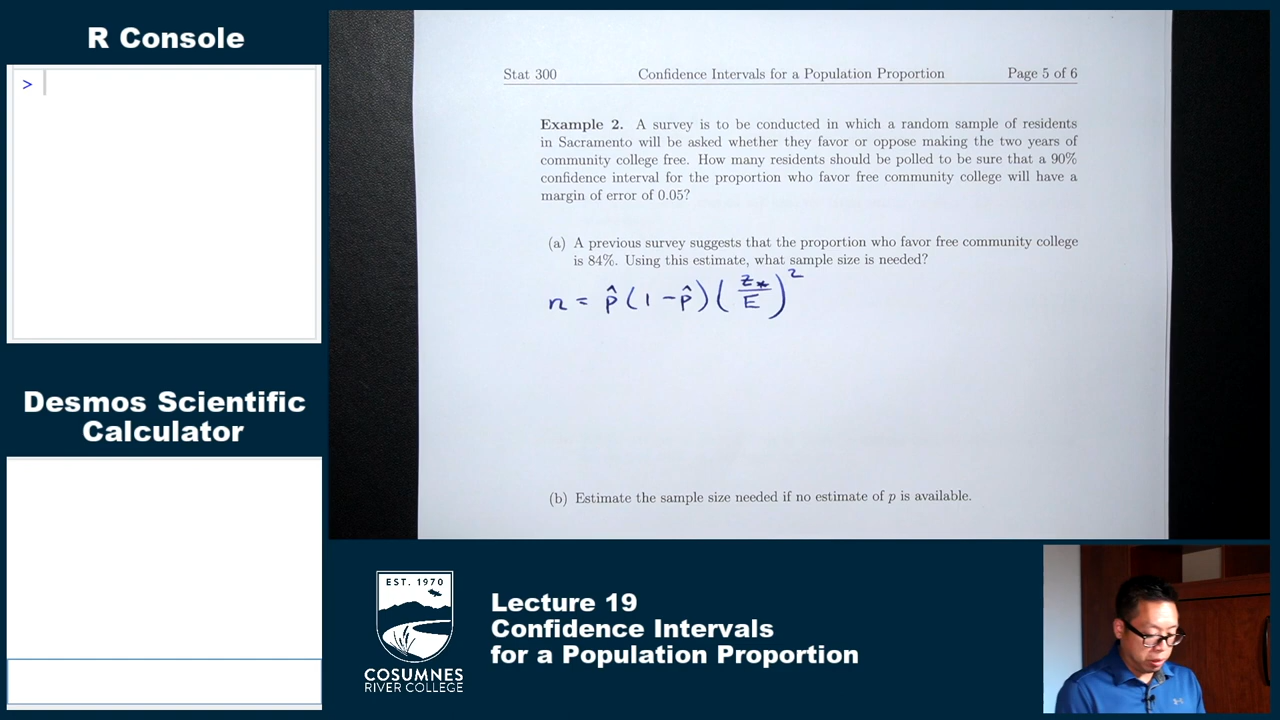 R Console
>
Desmos Scientific
Calculator
Stat 300 Confidence Intervals for a Population Proportion Page 5 of 6
Example 2. A survey is to be conducted in which a random sample of residents
in Sacramento will be asked whether they favor or oppose making the two years of
community college free. How many residents should be polled to be sure that a 90%
confidence interval for the proportion who favor free community college will have a
margin of error of 0.05?
(a) A previous survey suggests that the proportion who favor free community college
is 84%. Using this estimate, what sample size is needed?
n = p̂ (1 - p̂) (z* / E)²
(b) Estimate the sample size needed if no estimate of p is available.
EST. 1970
COSUMNES
RIVER COLLEGE
Lecture 19
Confidence Intervals
for a Population Proportion